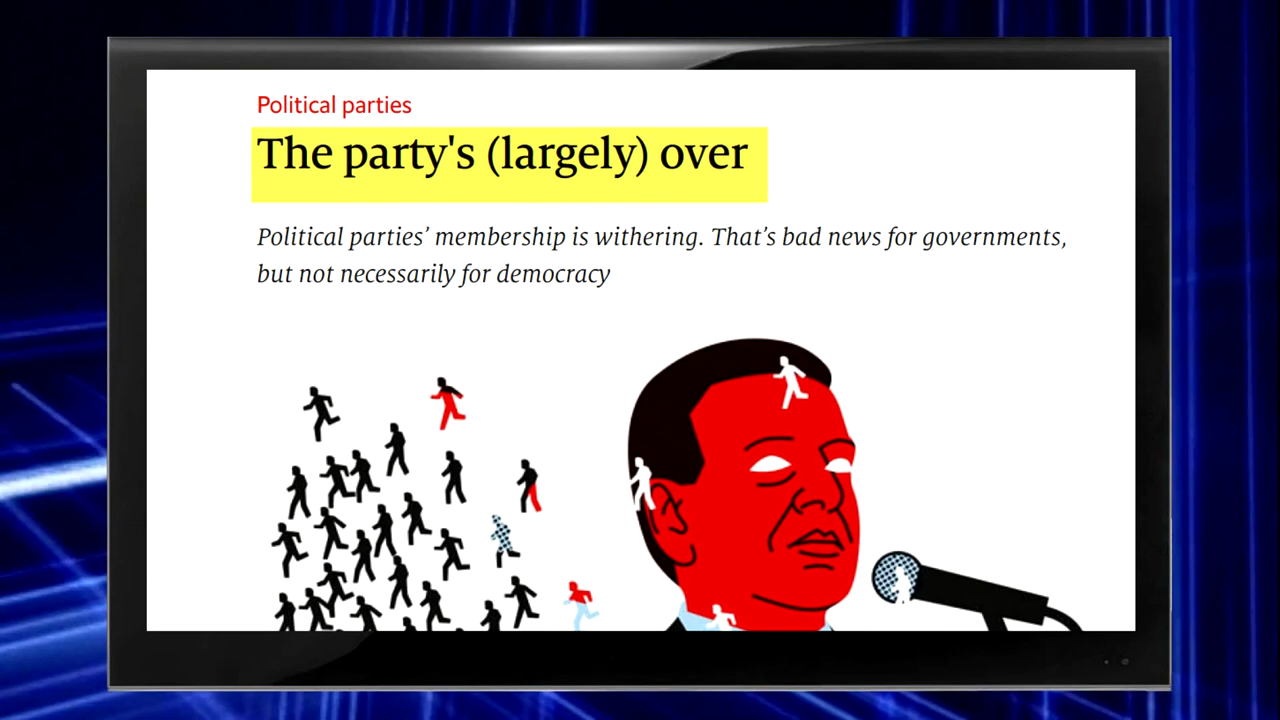 Political parties
The party's (largely) over
Political parties’ membership is withering. That’s bad news for governments,
but not necessarily for democracy